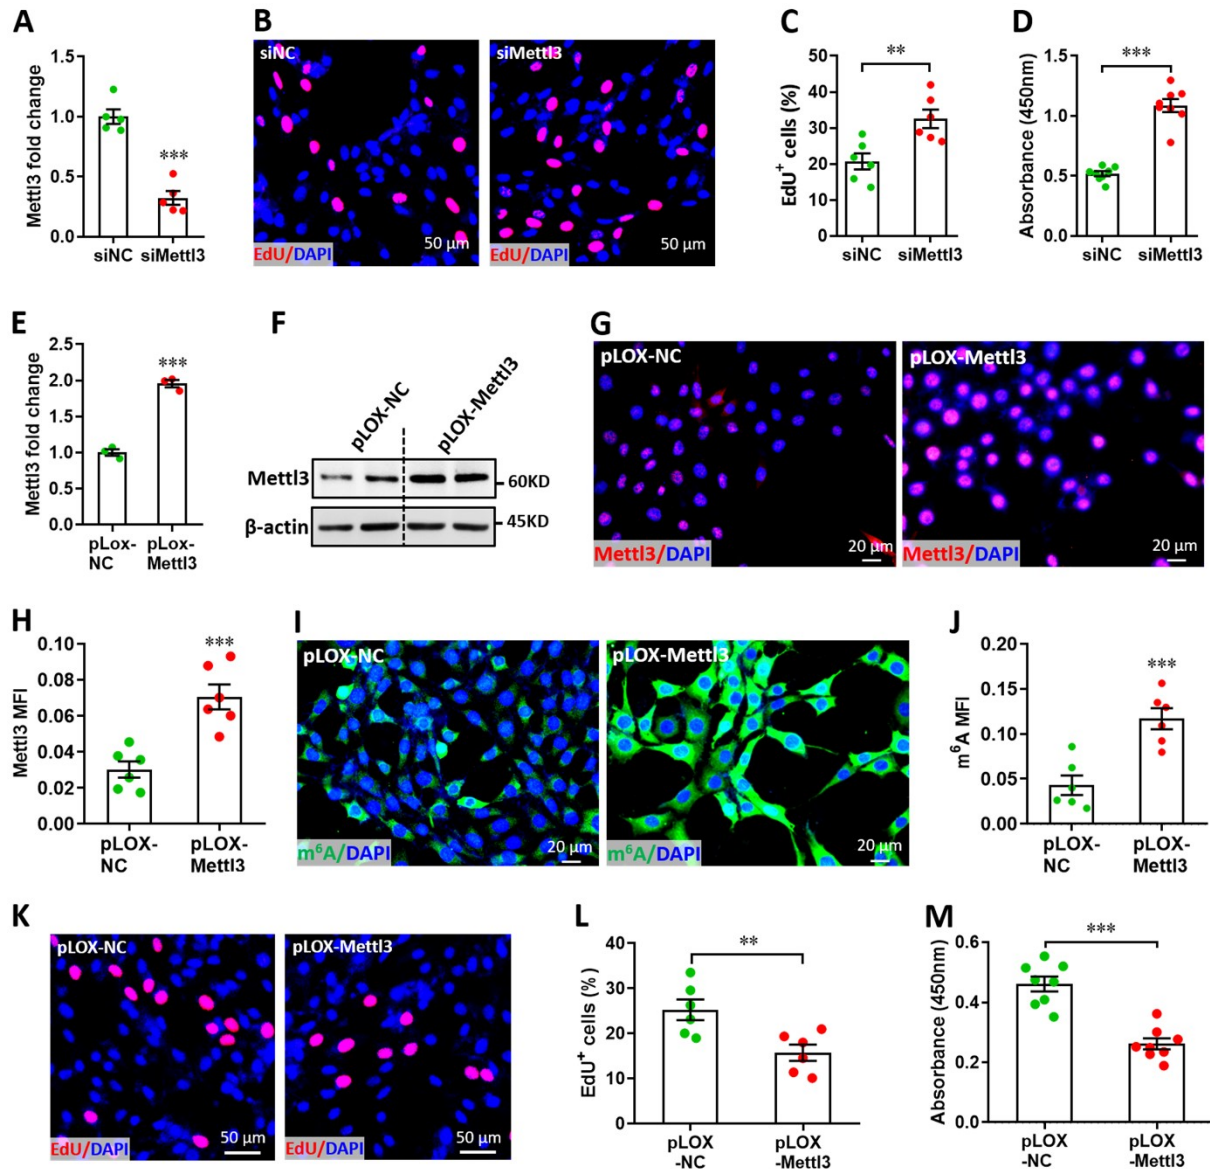 A
Mettl3 fold change
1.5
1.0
0.5
0.0
***
siNC
siMettl3
B
siNC
EdU/DAPI
50 µm
siMettl3
EdU/DAPI
50 µm
C
EdU⁺ cells (%)
50
40
30
20
10
0
**
siNC
siMettl3
D
Absorbance (450nm)
1.5
1.0
0.5
0.0
***
siNC
siMettl3
E
Mettl3 fold change
2.5
2.0
1.5
1.0
0.5
0.0
***
pLox-
NC
pLox-
Mettl3
F
pLOX-NC
pLOX-Mettl3
Mettl3
60KD
β-actin
45KD
G
pLOX-NC
Mettl3/DAPI
20 µm
pLOX-Mettl3
Mettl3/DAPI
20 µm
H
Mettl3 MFI
0.10
0.08
0.06
0.04
0.02
0.00
***
pLOX-
NC
pLOX-
Mettl3
I
pLOX-NC
m⁶A/DAPI
20 µm
pLOX-Mettl3
m⁶A/DAPI
20 µm
J
m⁶A MFI
0.20
0.15
0.10
0.05
0.00
***
pLOX-
NC
pLOX-
Mettl3
K
pLOX-NC
EdU/DAPI
50 µm
pLOX-Mettl3
EdU/DAPI
50 µm
L
EdU⁺ cells (%)
40
30
20
10
0
**
pLOX
-NC
pLOX
-Mettl3
M
Absorbance (450nm)
0.6
0.4
0.2
0.0
***
pLOX
-NC
pLOX
-Mettl3